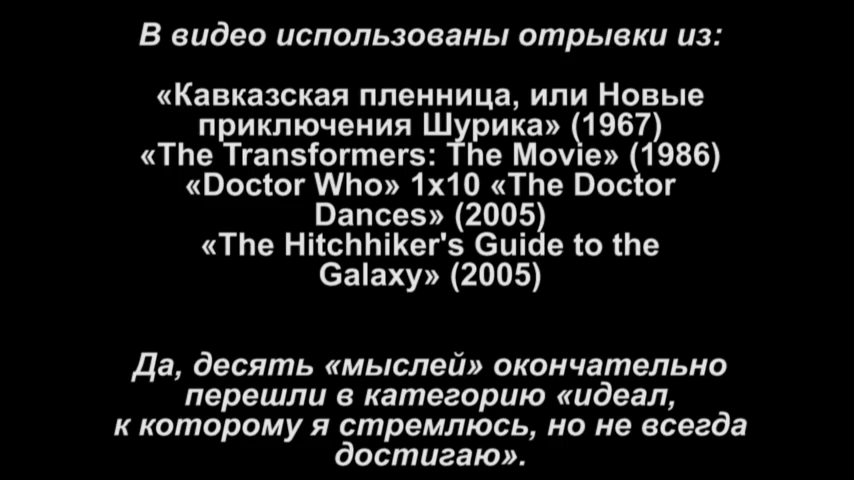 В видео использованы отрывки из:
«Кавказская пленница, или Новые
приключения Шурика» (1967)
«The Transformers: The Movie» (1986)
«Doctor Who» 1x10 «The Doctor
Dances» (2005)
«The Hitchhiker's Guide to the
Galaxy» (2005)
Да, десять «мыслей» окончательно
перешли в категорию «идеал,
к которому я стремлюсь, но не всегда
достигаю».